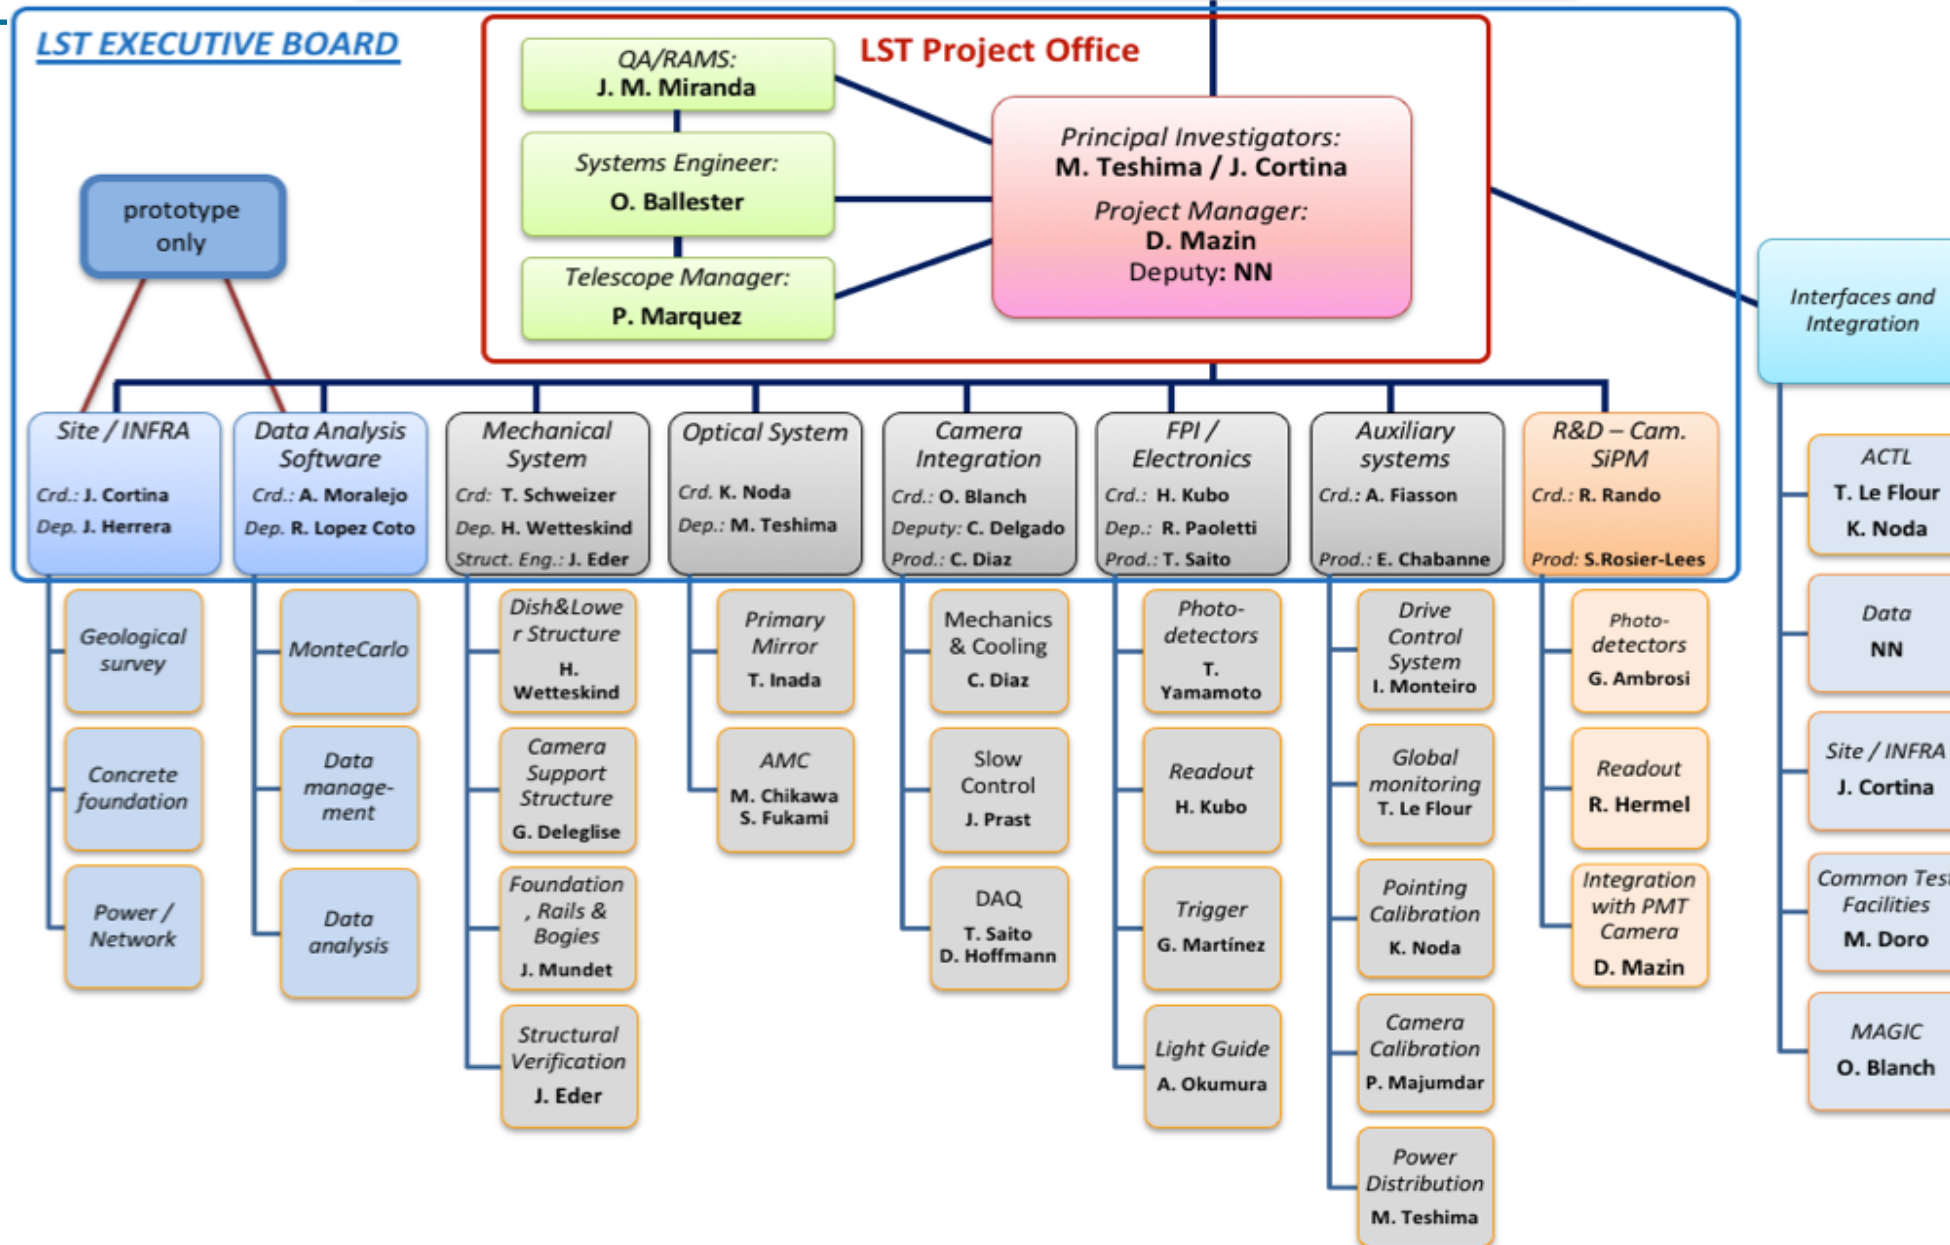 LST EXECUTIVE BOARD
LST Project Office
QA/RAMS:
J. M. Miranda
Systems Engineer:
O. Ballester
Telescope Manager:
P. Marquez
Principal Investigators:
M. Teshima / J. Cortina
Project Manager:
D. Mazin
Deputy: NN
prototype
only
Interfaces and
Integration
Site / INFRA
Crd.: J. Cortina
Dep. J. Herrera
Data Analysis
Software
Crd.: A. Moralejo
Dep. R. Lopez Coto
Mechanical
System
Crd: T. Schweizer
Dep. H. Wetteskind
Struct. Eng.: J. Eder
Optical System
Crd. K. Noda
Dep.: M. Teshima
Camera
Integration
Crd.: O. Blanch
Deputy: C. Delgado
Prod.: C. Diaz
FPI /
Electronics
Crd.: H. Kubo
Dep.: R. Paoletti
Prod.: T. Saito
Auxiliary
systems
Crd.: A. Fiasson
Prod.: E. Chabanne
R&D – Cam.
SiPM
Crd.: R. Rando
Prod: S.Rosier-Lees
Geological
survey
Concrete
foundation
Power /
Network
MonteCarlo
Data
manage-
ment
Data
analysis
Dish&Lowe
r Structure
H.
Wetteskind
Camera
Support
Structure
G. Deleglise
Foundation
, Rails &
Bogies
J. Mundet
Structural
Verification
J. Eder
Primary
Mirror
T. Inada
AMC
M. Chikawa
S. Fukami
Mechanics
& Cooling
C. Diaz
Slow
Control
J. Prast
DAQ
T. Saito
D. Hoffmann
Photo-
detectors
T.
Yamamoto
Readout
H. Kubo
Trigger
G. Martínez
Light Guide
A. Okumura
Drive
Control
System
I. Monteiro
Global
monitoring
T. Le Flour
Pointing
Calibration
K. Noda
Camera
Calibration
P. Majumdar
Power
Distribution
M. Teshima
Photo-
detectors
G. Ambrosi
Readout
R. Hermel
Integration
with PMT
Camera
D. Mazin
ACTL
T. Le Flour
K. Noda
Data
NN
Site / INFRA
J. Cortina
Common Test
Facilities
M. Doro
MAGIC
O. Blanch